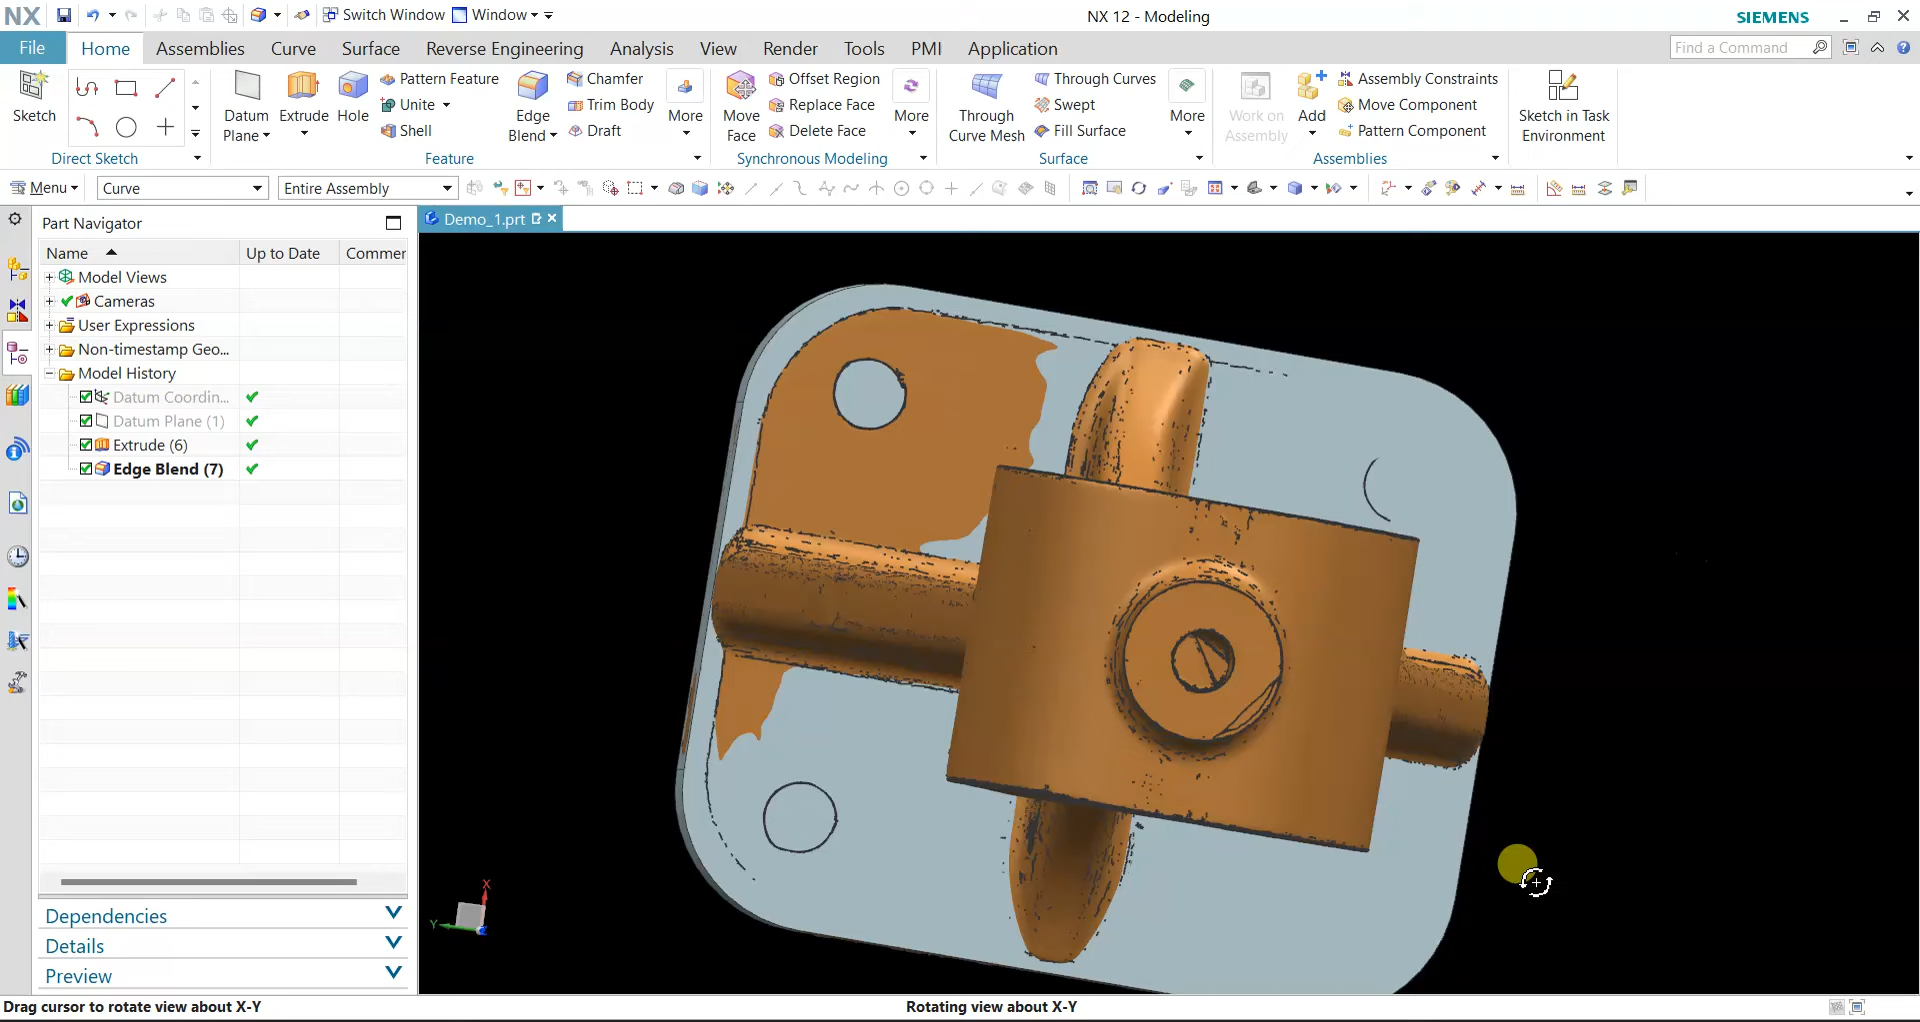 NX Switch Window Window NX 12 - Modeling SIEMENS
File Home Assemblies Curve Surface Reverse Engineering Analysis View Render Tools PMI Application Find a Command
Sketch
Direct Sketch
Datum Plane
Extrude
Hole
Pattern Feature
Unite
Shell
Edge Blend
Chamfer
Trim Body
Draft
More
Feature
Move Face
Offset Region
Replace Face
Delete Face
More
Synchronous Modeling
Through Curve Mesh
Through Curves
Swept
Fill Surface
More
Surface
Work on Assembly
Add
Assembly Constraints
Move Component
Pattern Component
Assemblies
Sketch in Task Environment
Menu Curve Entire Assembly
Part Navigator
Demo_1.prt
Name Up to Date Commer
Model Views
Cameras
User Expressions
Non-timestamp Geo...
Model History
Datum Coordin...
Datum Plane (1)
Extrude (6)
Edge Blend (7)
X
Y
Dependencies
Details
Preview
Drag cursor to rotate view about X-Y Rotating view about X-Y